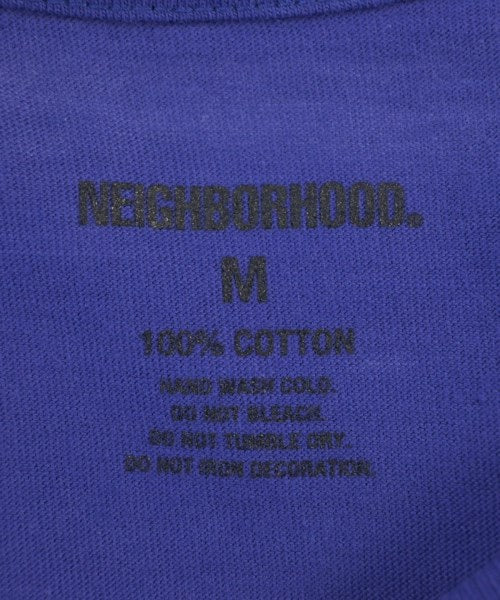 NEIGHBORHOOD®
M
100% COTTON
HAND WASH COLD.
DO NOT BLEACH.
DO NOT TUMBLE DRY.
DO NOT IRON DECORATION.